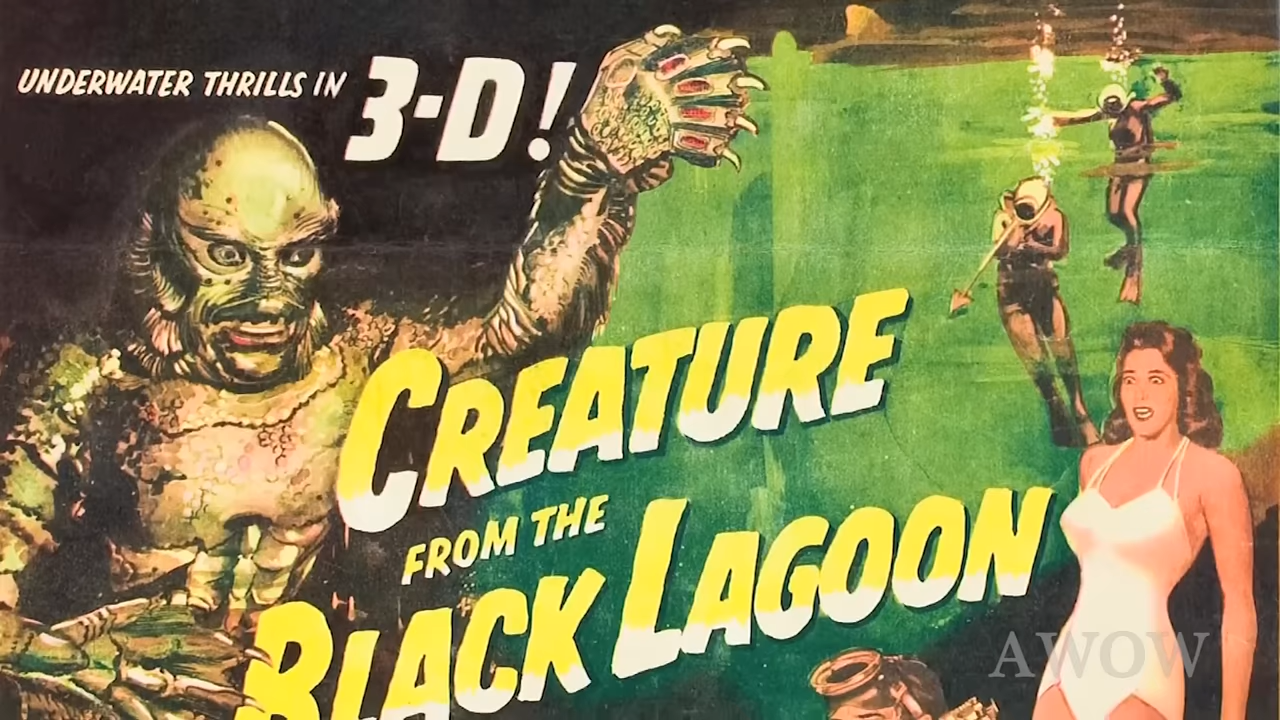 UNDERWATER THRILLS IN 3-D!
CREATURE
FROM THE
BLACK LAGOON
AWOW